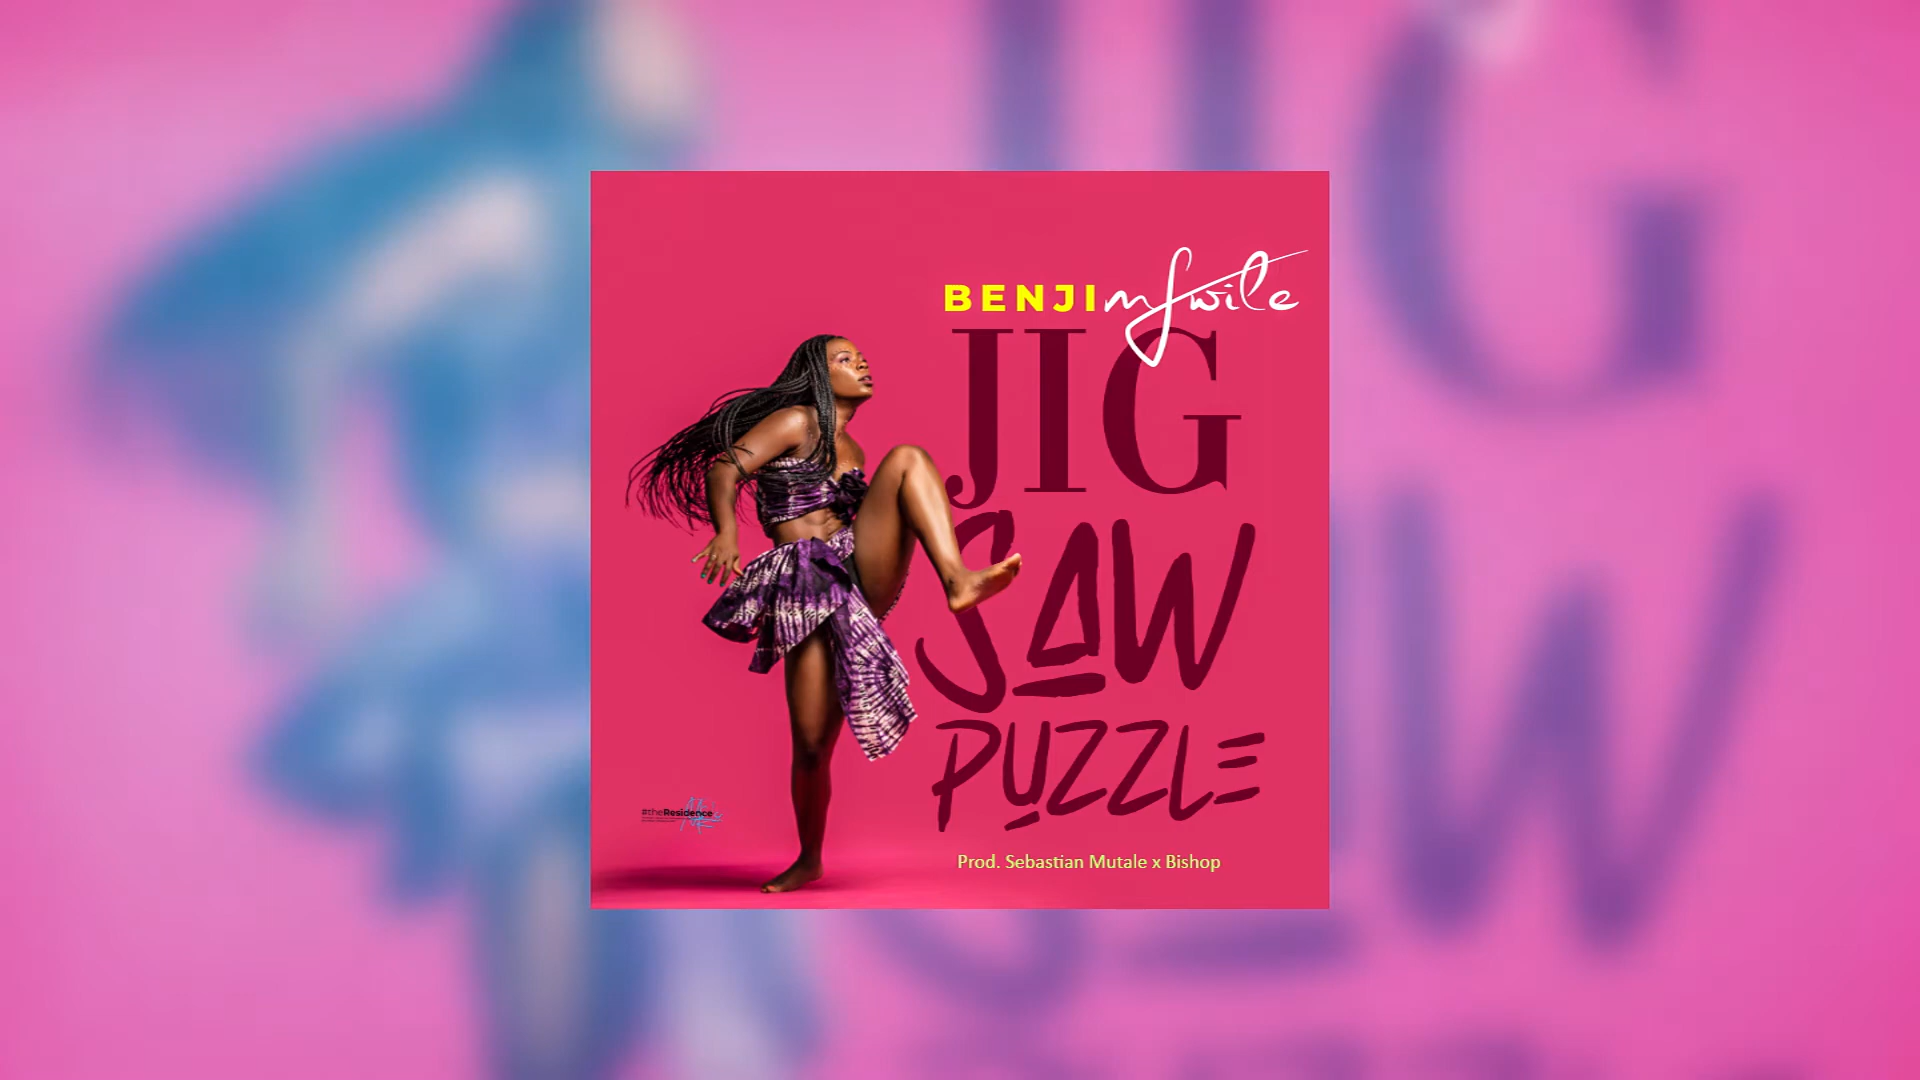 BENJI mfwile
JIG
SAW
PUZZLE
#theResidence
Prod. Sebastian Mutale x Bishop